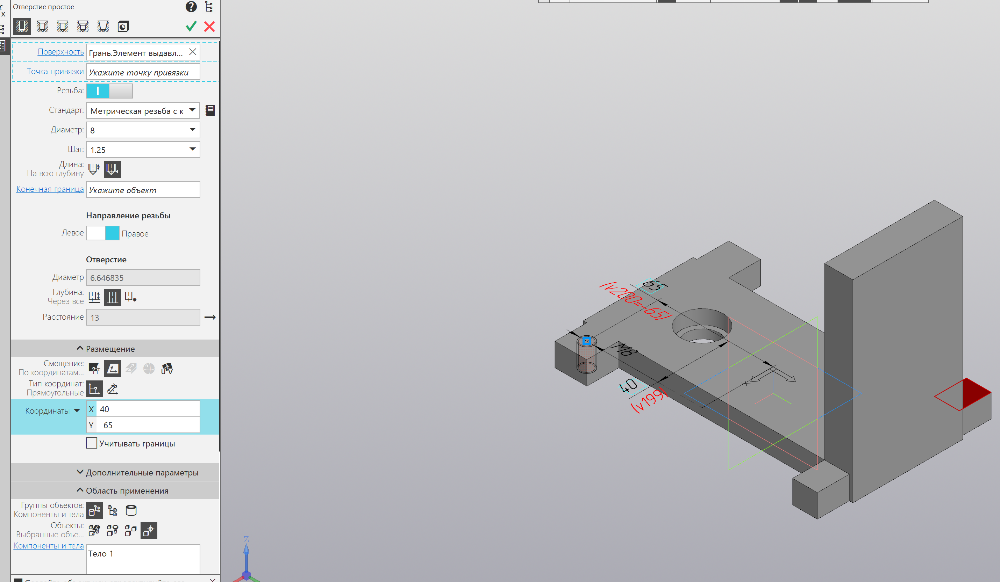 Отверстие простое
Поверхность Грань.Элемент выдавл...
Точка привязки Укажите точку привязки
Резьба:
Стандарт: Метрическая резьба с к
Диаметр: 8
Шаг: 1.25
Длина:
На всю глубину
Конечная граница Укажите объект
Направление резьбы
Левое Правое
Отверстие
Диаметр 6.646835
Глубина:
Через все
Расстояние 13
Размещение
Смещение:
По координатам...
UV
Тип координат:
Прямоугольные
Координаты X 40
Y -65
Учитывать границы
Дополнительные параметры
Область применения
Группы объектов:
Компоненты и тела
Объекты:
Выбранные объе...
Компоненты и тела Тело 1
65
(v200=-65)
M8
40
(v199)
X
Z